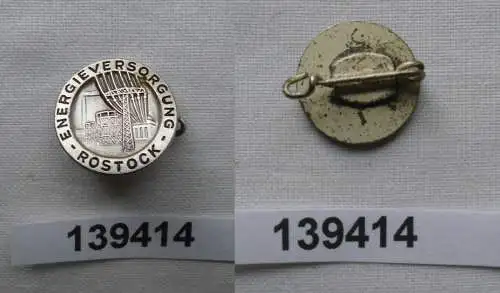 ENERGIEVERSORGUNG
- ROSTOCK -
139414
139414